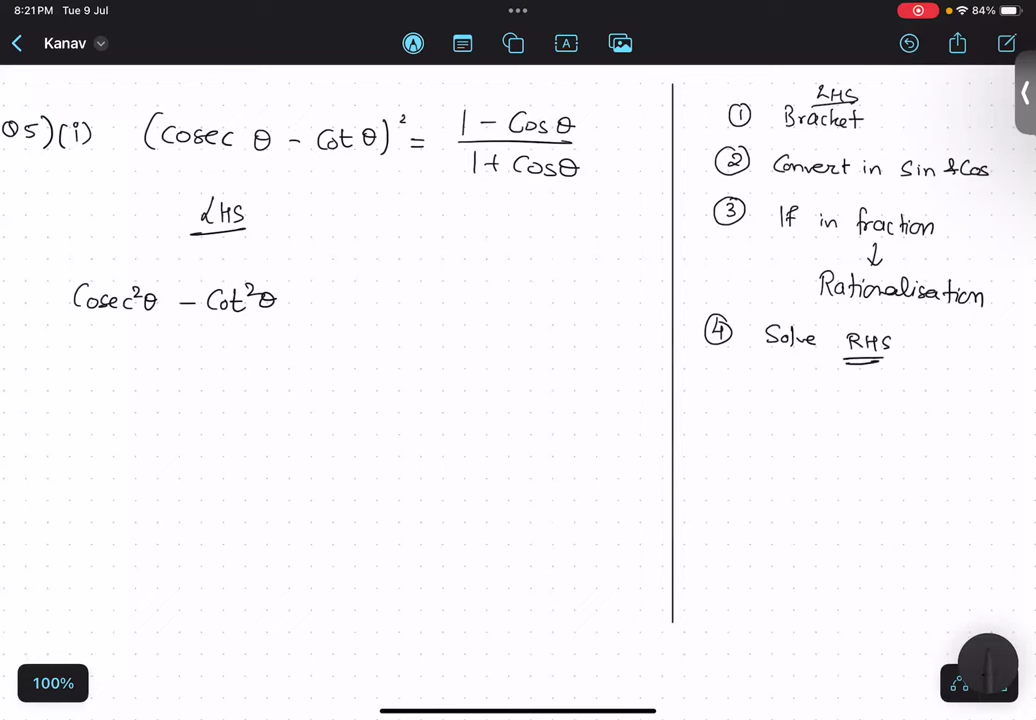 8:21 PM Tue 9 Jul
84%
Kanav
Q5)(i) (Cosec θ - Cot θ)² = 1 - Cos θ / 1 + Cos θ
LHS
Cosec²θ - Cot²θ
LHS
① Bracket
② Convert in Sin & Cos
③ If in fraction
↓
Rationalisation
④ Solve RHS
100%